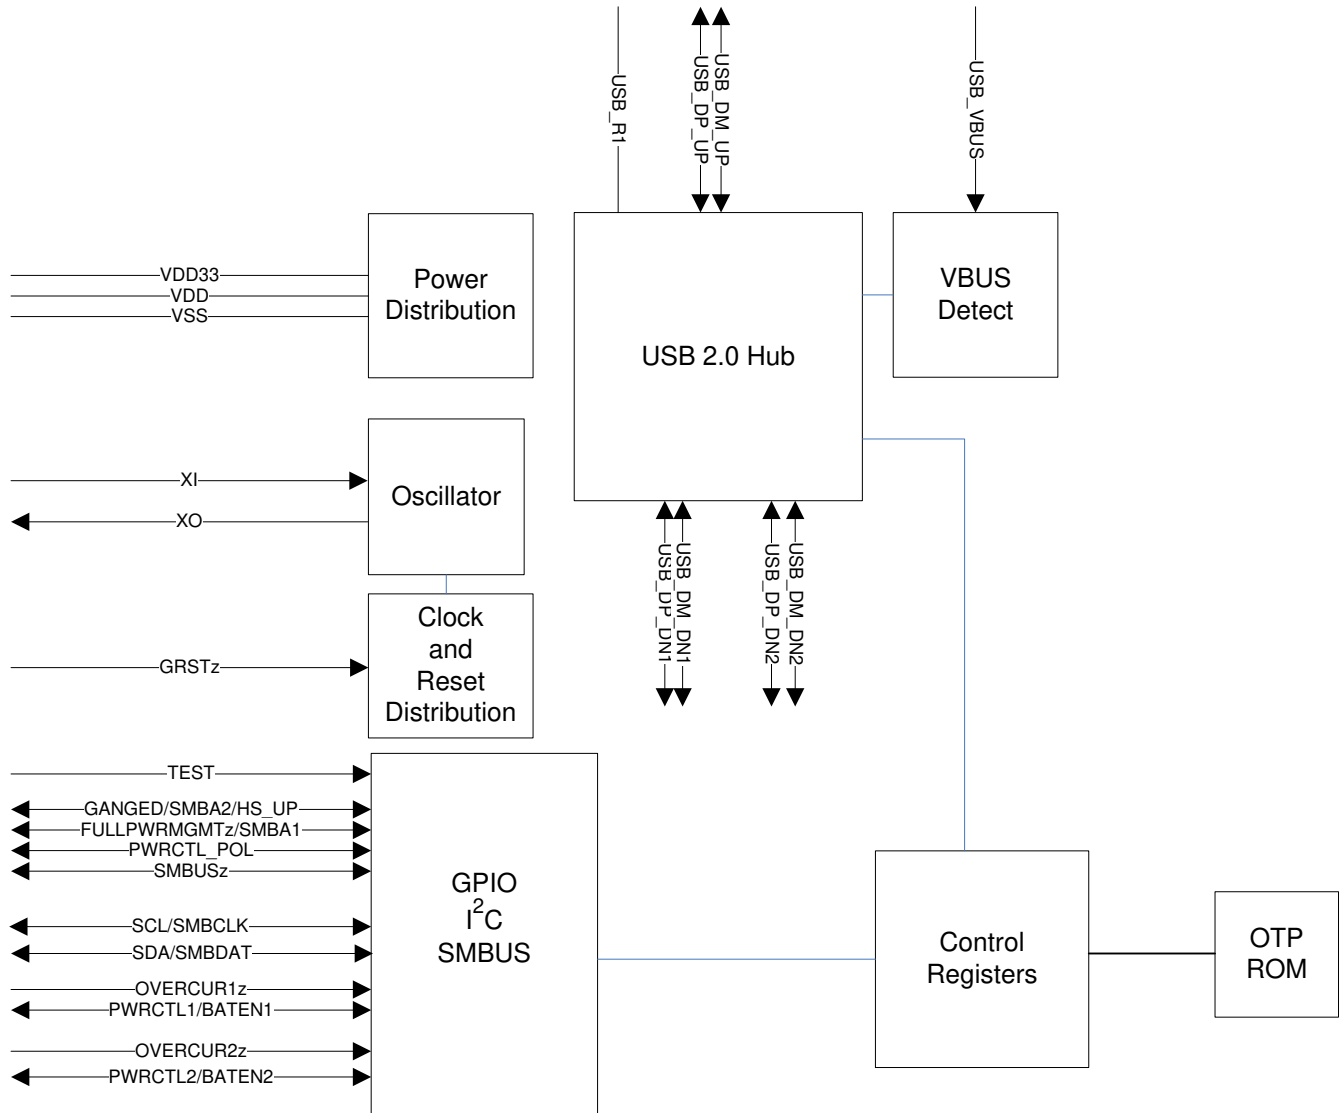 USB_R1
USB_DP_UP
USB_DM_UP
USB_VBUS
VDD33
VDD
VSS
Power
Distribution
USB 2.0 Hub
VBUS
Detect
XI
XO
Oscillator
GRSTz
Clock
and
Reset
Distribution
USB_DP_DN1
USB_DM_DN1
USB_DP_DN2
USB_DM_DN2
TEST
GANGED/SMBA2/HS_UP
FULLPWRMGMTz/SMBA1
PWRCTL_POL
SMBUSz
SCL/SMBCLK
SDA/SMBDAT
OVERCUR1z
PWRCTL1/BATEN1
OVERCUR2z
PWRCTL2/BATEN2
GPIO
I²C
SMBUS
Control
Registers
OTP
ROM